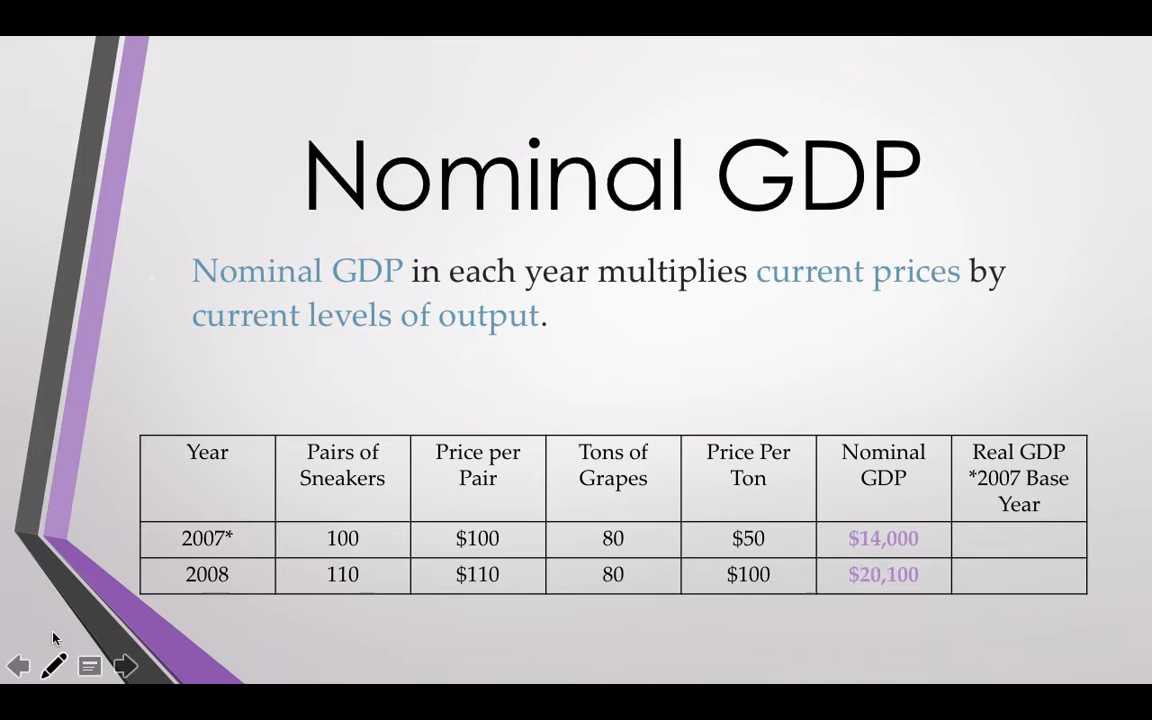 Nominal GDP
Nominal GDP in each year multiplies current prices by
current levels of output.
Year Pairs of Price per Tons of Price Per Nominal Real GDP
Sneakers Pair Grapes Ton GDP *2007 Base
Year
2007* 100 $100 80 $50 $14,000
2008 110 $110 80 $100 $20,100